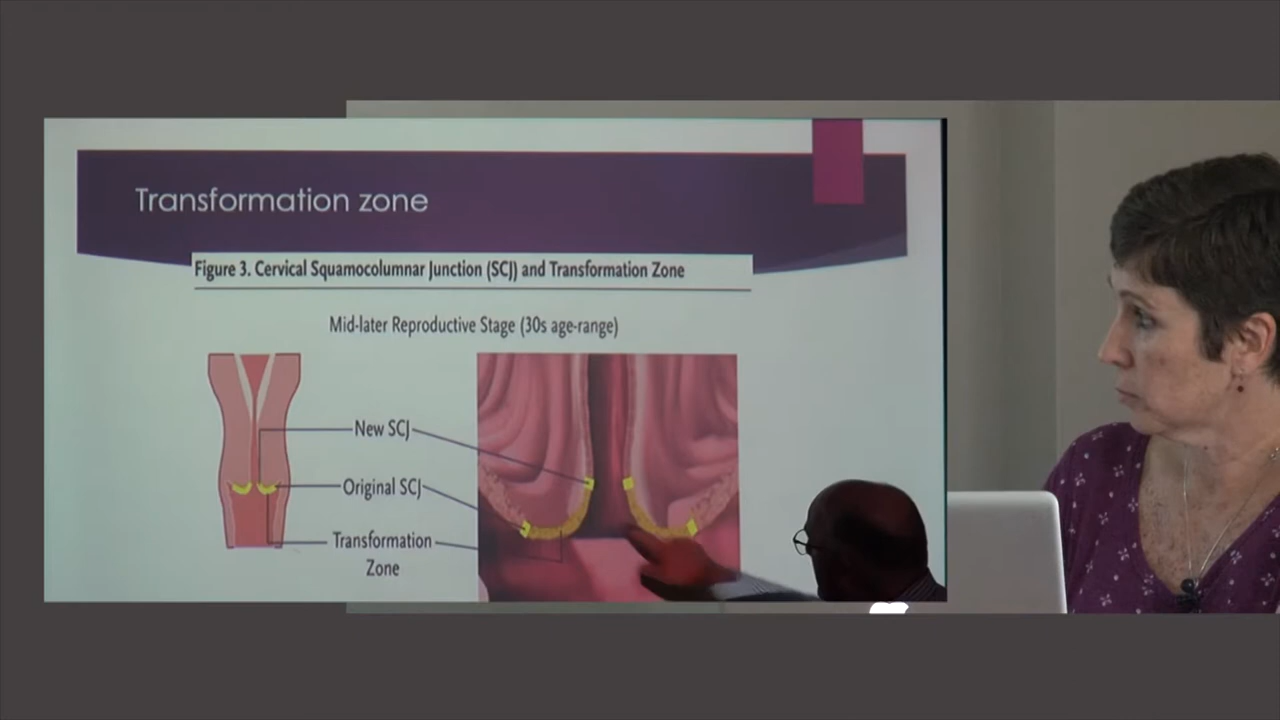 Transformation zone
Figure 3. Cervical Squamocolumnar Junction (SCJ) and Transformation Zone
Mid-later Reproductive Stage (30s age-range)
New SCJ
Original SCJ
Transformation
Zone